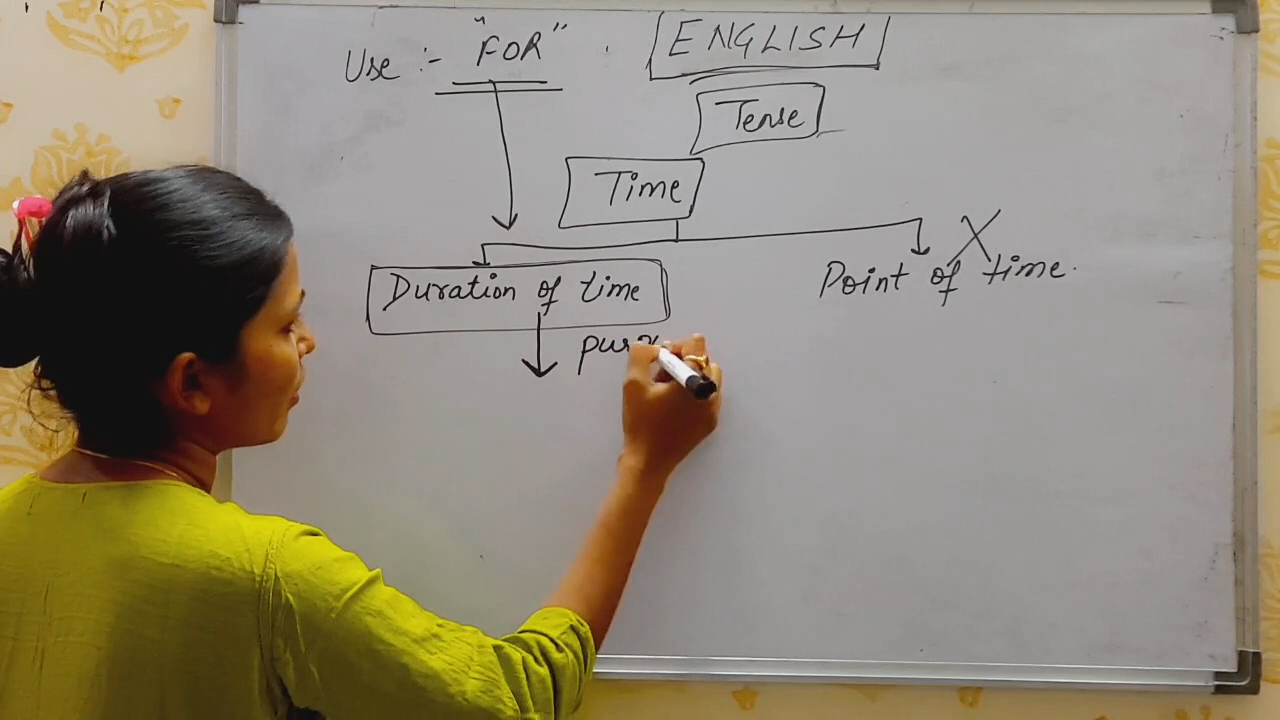 Use :- "FOR" . ENGLISH
Tense
Time
Duration of time
Point of time.